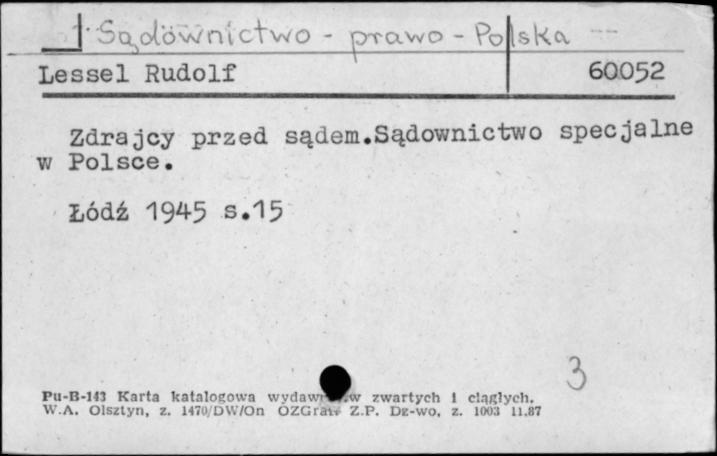 Sądownictwo - prawo - Polska
Lessel Rudolf 60052
Zdrajcy przed sądem.Sądownictwo specjalne
w Polsce.
Łódź 1945 s.15
3
Pu-B-143 Karta katalogowa zwartych i ciągłych.
W.A. Olsztyn, z. 1470/DW/On OZGraf Z.P. Dz-wo, z. 1003 11.87